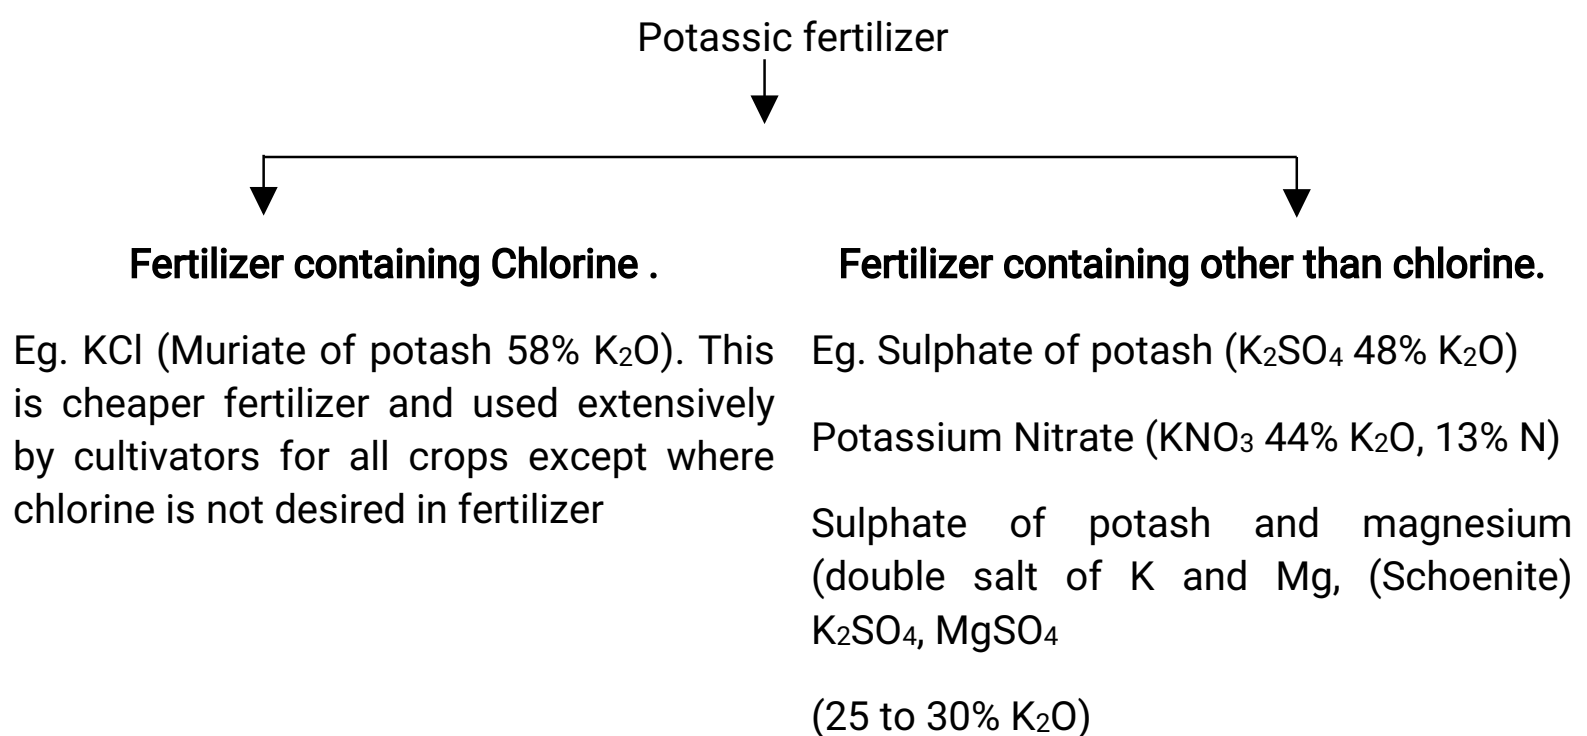 Potassic fertilizer
Fertilizer containing Chlorine .
Eg. KCl (Muriate of potash 58% K2O). This
is cheaper fertilizer and used extensively
by cultivators for all crops except where
chlorine is not desired in fertilizer
Fertilizer containing other than chlorine.
Eg. Sulphate of potash (K2SO4 48% K2O)
Potassium Nitrate (KNO3 44% K2O, 13% N)
Sulphate of potash and magnesium
(double salt of K and Mg, (Schoenite)
K2SO4, MgSO4
(25 to 30% K2O)